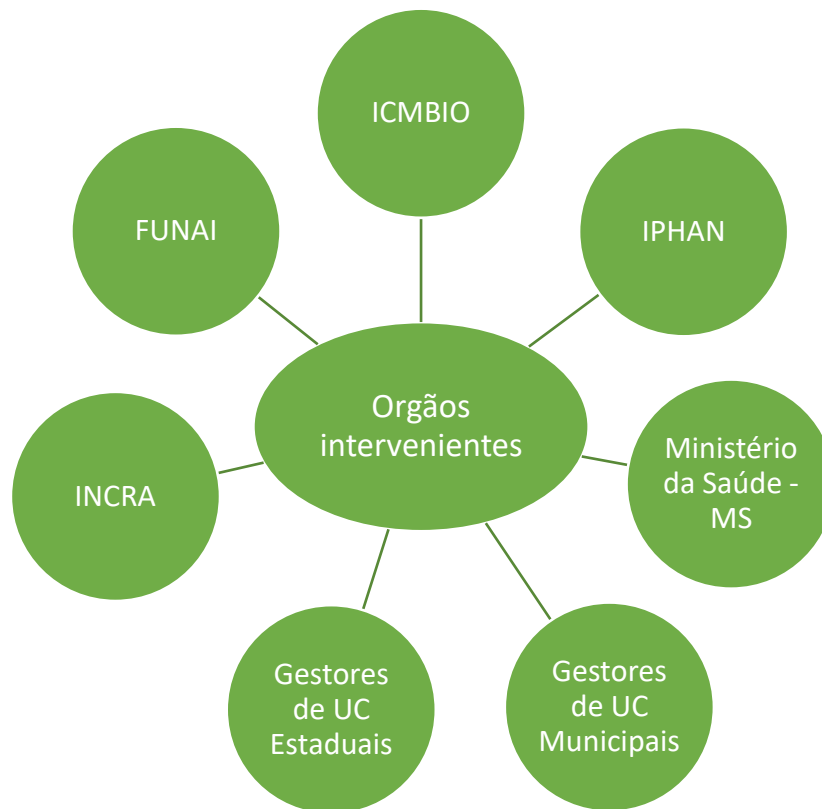 ICMBIO
FUNAI
IPHAN
Orgãos
intervenientes
Ministério
da Saúde -
MS
INCRA
Gestores
de UC
Estaduais
Gestores
de UC
Municipais